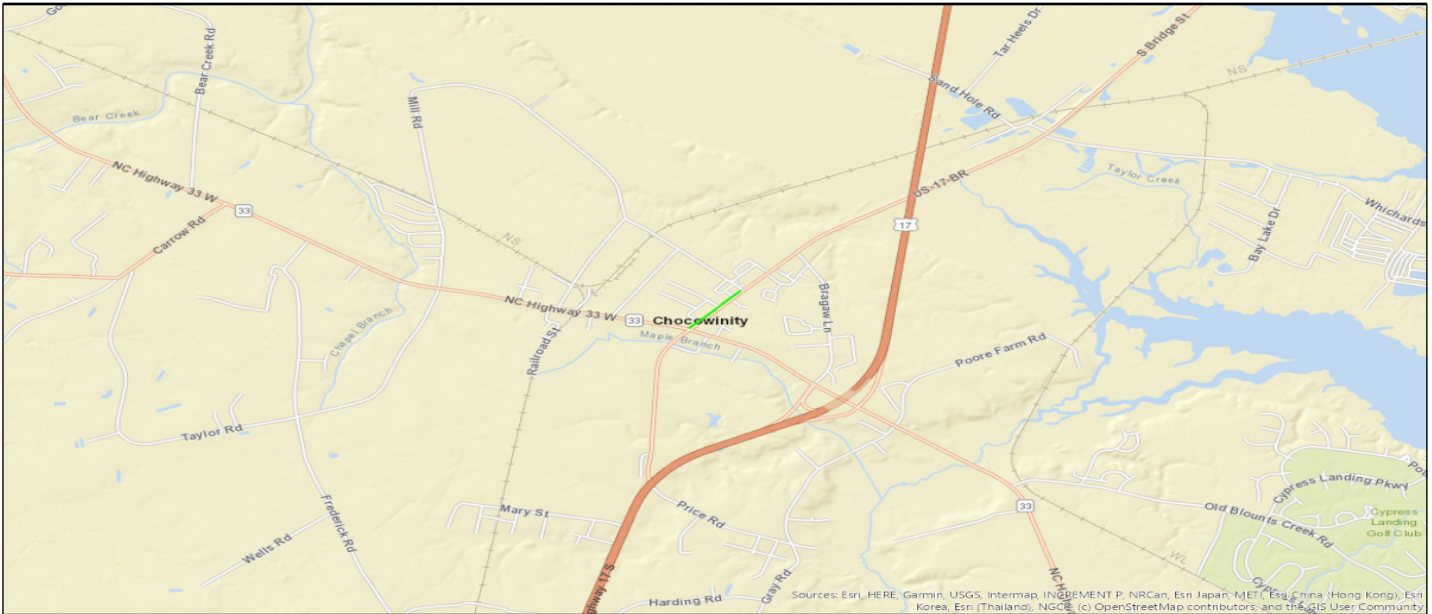 Tar Heels Dr
S Bridge St
Bear Creek Rd
NS
Sand Hole Rd
Mill Rd
Bear Creek
NC Highway 33 W
Taylor Creek
US-17-BR
33
17
Whichards
Bay Lake Dr
Carrow Rd
NS
NC Highway 33 W
33
Chocowinity
Bragaw Ln
Chapel Branch
Railroad St
Maple Branch
Poore Farm Rd
Taylor Rd
Cypress Landing Pkwy
Mary St
Price Rd
33
Old Blounts Creek Rd
Cypress
Landing
Golf Club
Frederick Rd
Wells Rd
WL
Gray Rd
Harding Rd
Sources: Esri, HERE, Garmin, USGS, Intermap, INCREMENT P, NRCan, Esri Japan, METI, Esri China (Hong Kong), Esri
Korea, Esri (Thailand), NGCC, (c) OpenStreetMap contributors, and the GIS User Community